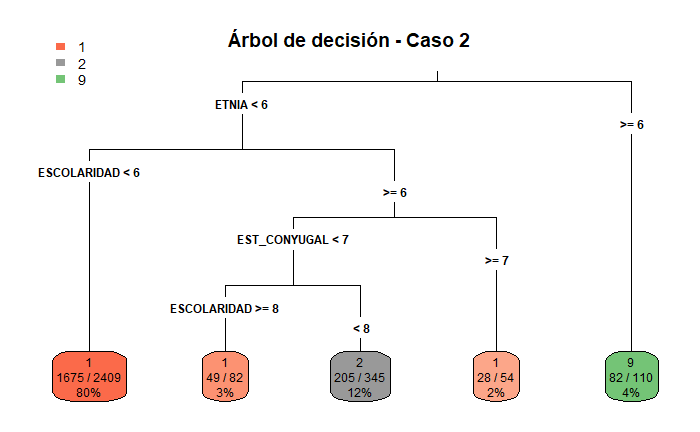 Árbol de decisión - Caso 2
1
2
9
ETNIA < 6
>= 6
ESCOLARIDAD < 6
>= 6
EST_CONYUGAL < 7
>= 7
ESCOLARIDAD >= 8
< 8
1
1675 / 2409
80%
1
49 / 82
3%
2
205 / 345
12%
1
28 / 54
2%
9
82 / 110
4%